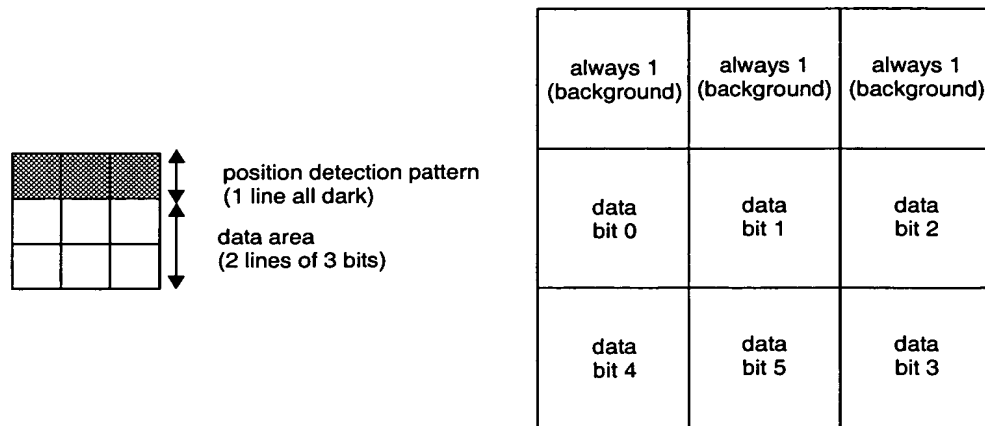 position detection pattern
(1 line all dark)
data area
(2 lines of 3 bits)
always 1
(background)
always 1
(background)
always 1
(background)
data
bit 0
data
bit 1
data
bit 2
data
bit 4
data
bit 5
data
bit 3